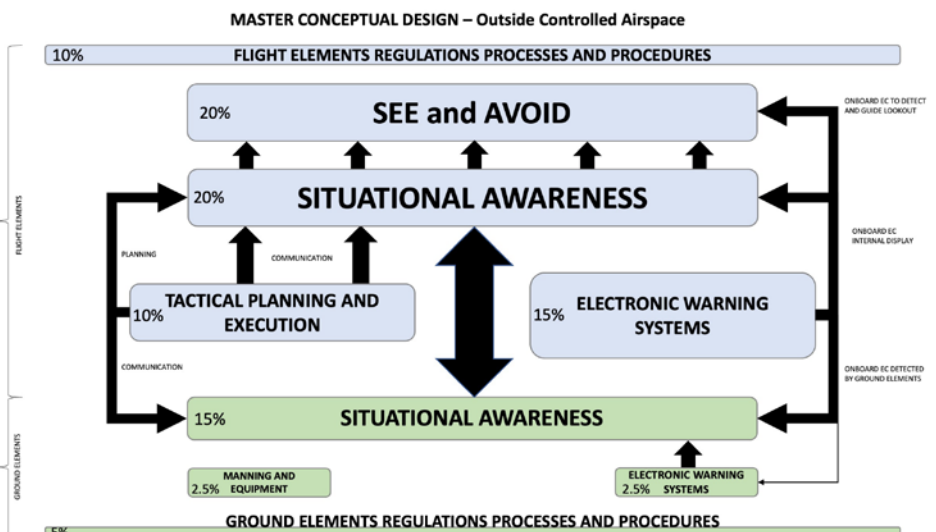 MASTER CONCEPTUAL DESIGN – Outside Controlled Airspace
10%
FLIGHT ELEMENTS REGULATIONS PROCESSES AND PROCEDURES
20%
SEE and AVOID
ONBOARD EC TO DETECT
AND GUIDE LOOKOUT
20%
SITUATIONAL AWARENESS
FLIGHT ELEMENTS
PLANNING
COMMUNICATION
ONBOARD EC
INTERNAL DISPLAY
10%
TACTICAL PLANNING AND
EXECUTION
15%
ELECTRONIC WARNING
SYSTEMS
COMMUNICATION
ONBOARD EC DETECTED
BY GROUND ELEMENTS
15%
SITUATIONAL AWARENESS
GROUND ELEMENTS
2.5%
MANNING AND
EQUIPMENT
2.5%
ELECTRONIC WARNING
SYSTEMS
5%
GROUND ELEMENTS REGULATIONS PROCESSES AND PROCEDURES